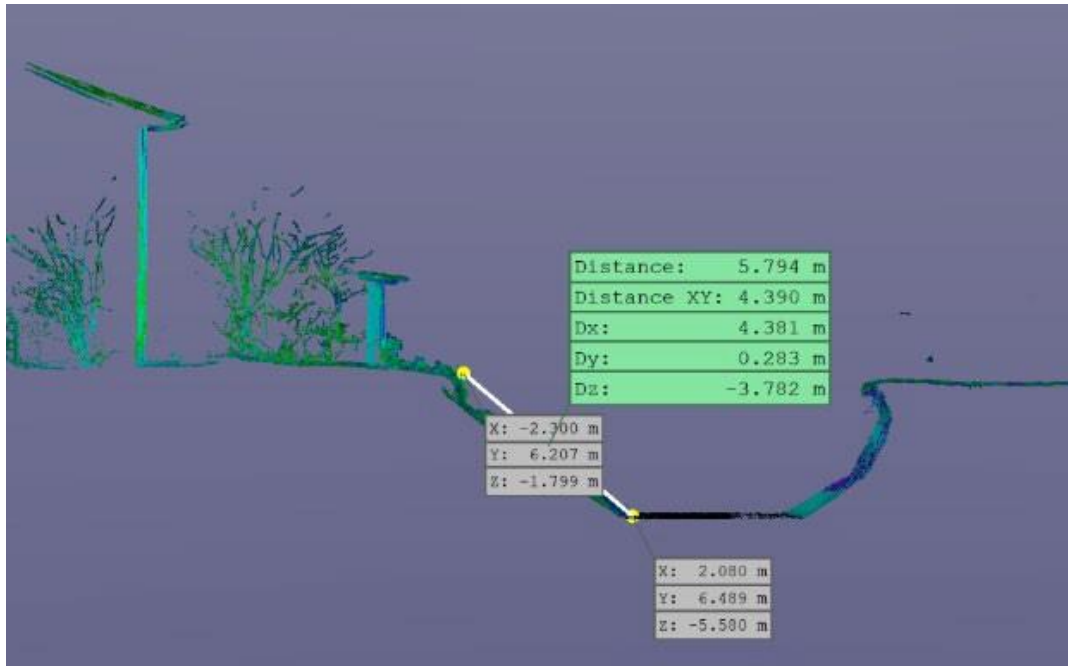 Distance: 5.794 m
Distance XY: 4.390 m
Dx: 4.381 m
Dy: 0.283 m
Dz: -3.782 m
X: -2.300 m
Y: 6.207 m
Z: -1.799 m
X: 2.080 m
Y: 6.489 m
Z: -5.580 m